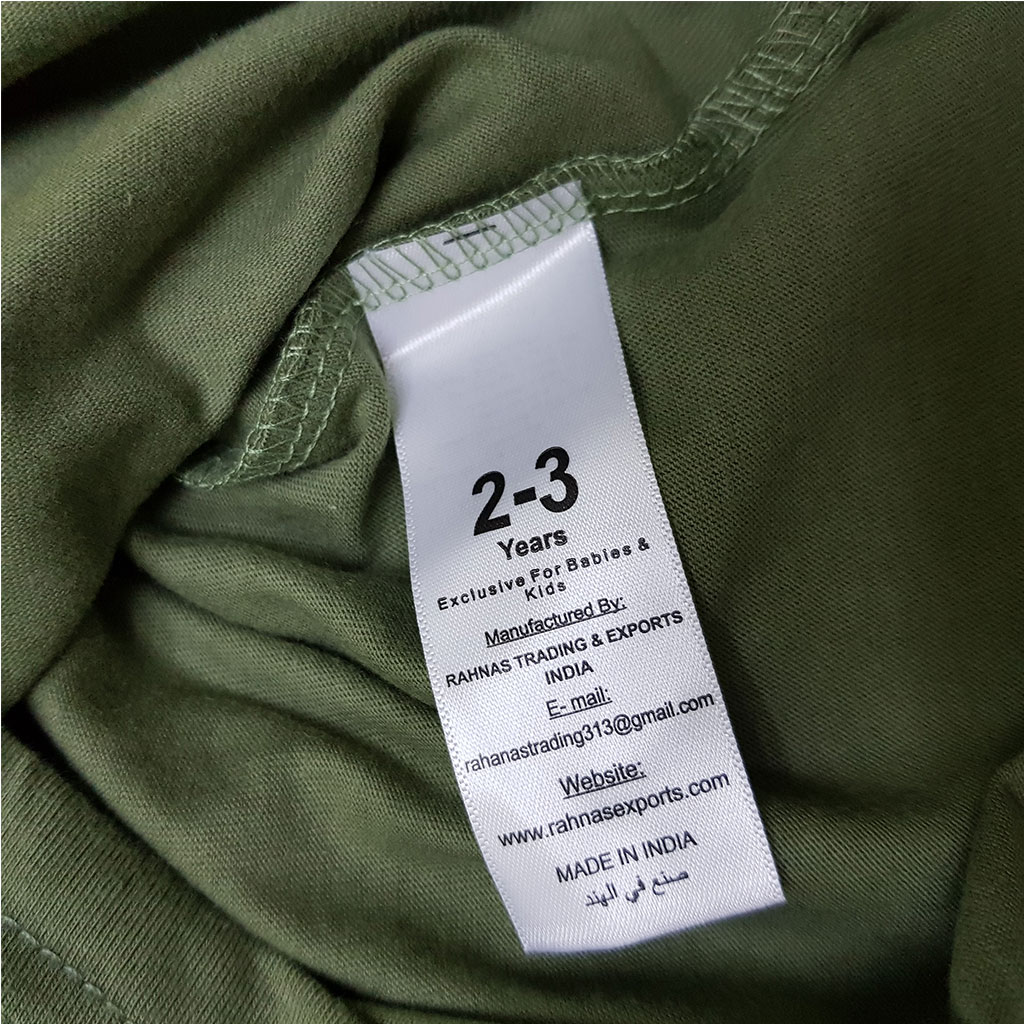 2-3
Years
Exclusive For Babies &
Kids
Manufactured By:
RAHNAS TRADING & EXPORTS
INDIA
E- mail:
rahanastrading313@gmail.com
Website:
www.rahnasexports.com
MADE IN INDIA
صنع في الهند